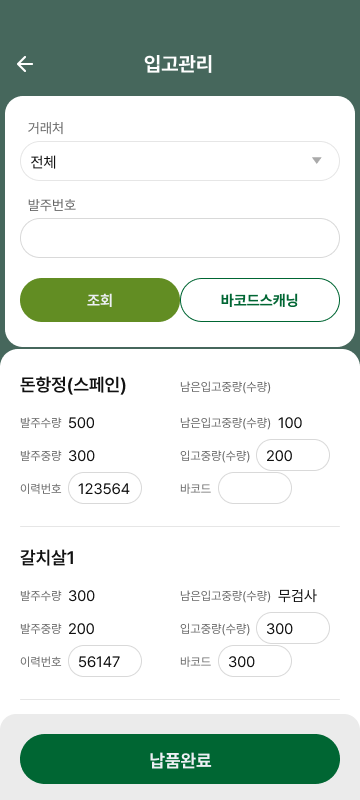 입고관리
거래처
전체
발주번호
조회 바코드스캐닝
돈항정(스페인) 남은입고중량(수량)
발주수량 500 남은입고중량(수량) 100
발주중량 300 입고중량(수량) 200
이력번호 123564 바코드
갈치살1
발주수량 300 남은입고중량(수량) 무검사
발주중량 200 입고중량(수량) 300
이력번호 56147 바코드 300
납품완료